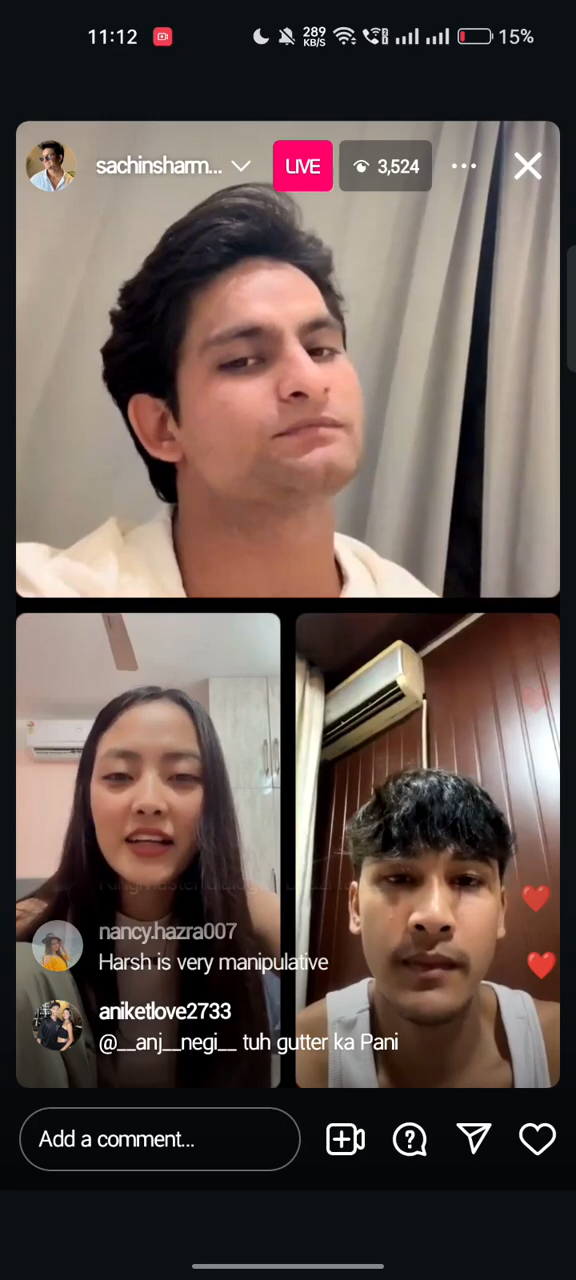 11:12
289
KB/S
15%
sachinsharm...
LIVE
3,524
nancy.hazra007
Harsh is very manipulative
aniketlove2733
@__anj__negi__ tuh gutter ka Pani
Add a comment...